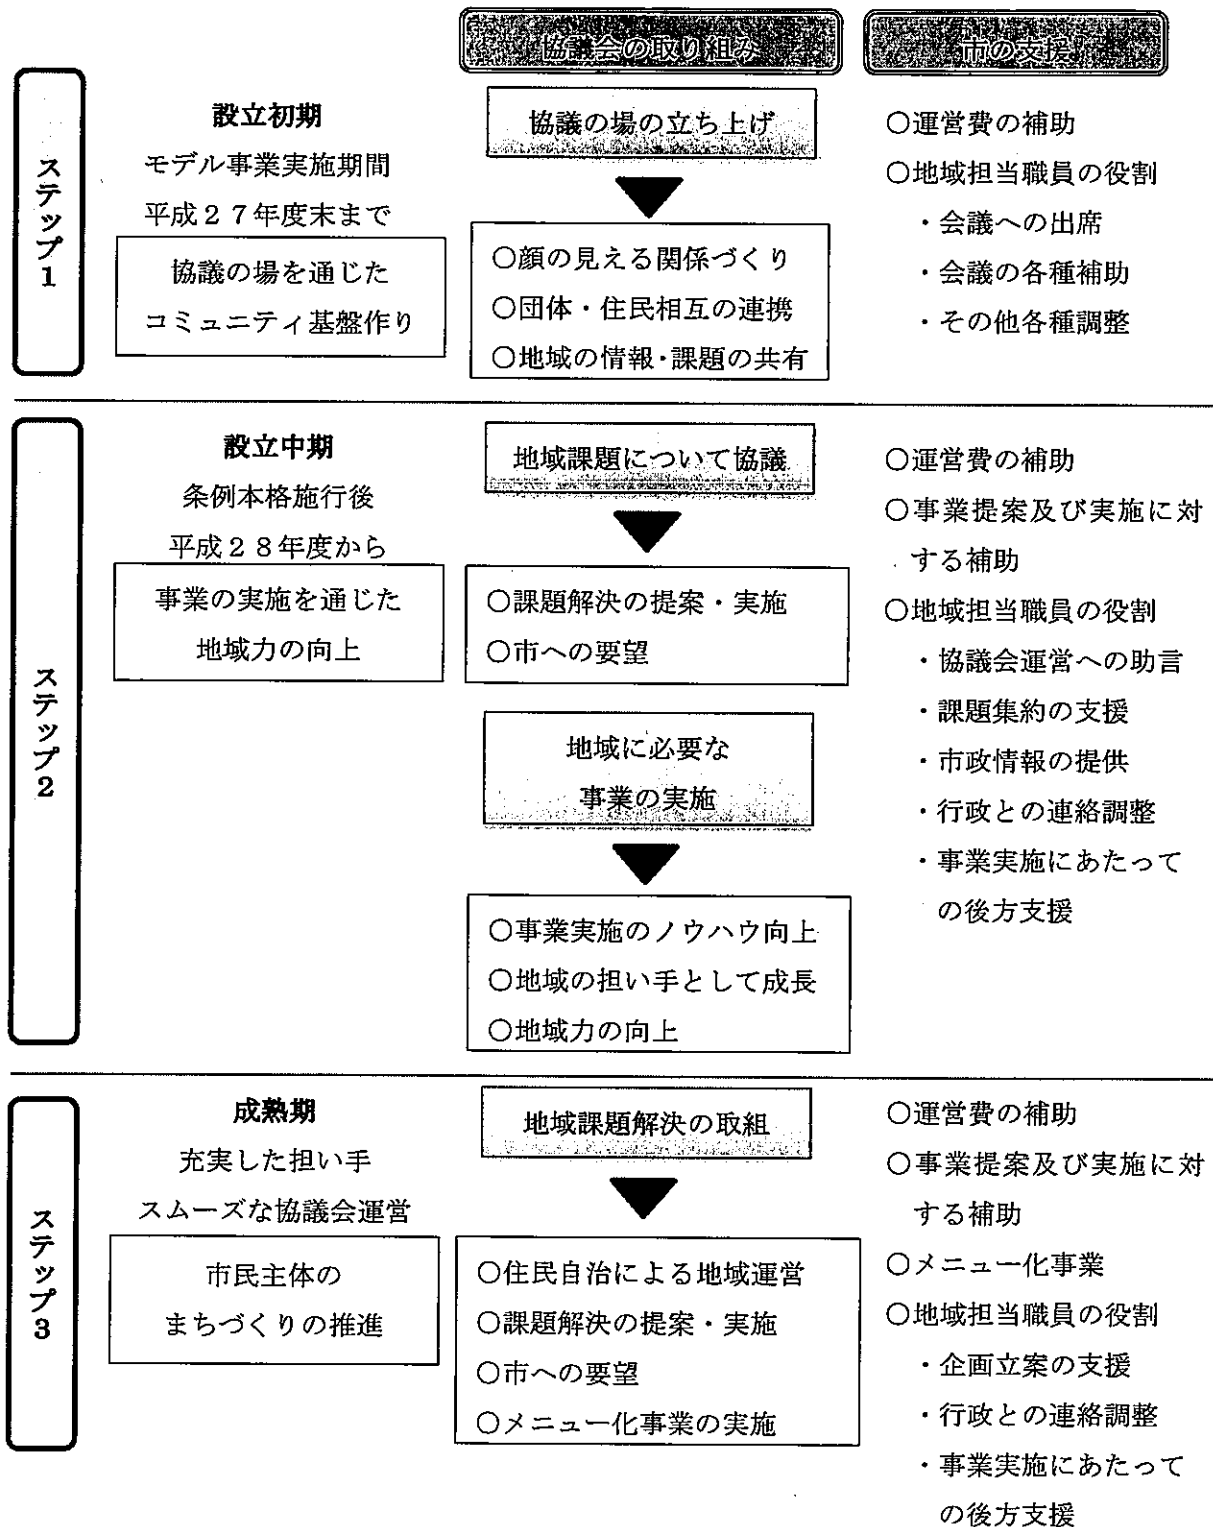 協議会の取り組み
市の支援
ステップ1
設立初期
モデル事業実施期間
平成27年度末まで
協議の場を通じた
コミュニティ基盤作り
協議の場の立ち上げ
○顔の見える関係づくり
○団体・住民相互の連携
○地域の情報・課題の共有
○運営費の補助
○地域担当職員の役割
・会議への出席
・会議の各種補助
・その他各種調整
ステップ2
設立中期
条例本格施行後
平成28年度から
事業の実施を通じた
地域力の向上
地域課題について協議
○課題解決の提案・実施
○市への要望
地域に必要な
事業の実施
○事業実施のノウハウ向上
○地域の担い手として成長
○地域力の向上
○運営費の補助
○事業提案及び実施に対
する補助
○地域担当職員の役割
・協議会運営への助言
・課題集約の支援
・市政情報の提供
・行政との連絡調整
・事業実施にあたって
の後方支援
ステップ3
成熟期
充実した担い手
スムーズな協議会運営
市民主体の
まちづくりの推進
地域課題解決の取組
○住民自治による地域運営
○課題解決の提案・実施
○市への要望
○メニュー化事業の実施
○運営費の補助
○事業提案及び実施に対
する補助
○メニュー化事業
○地域担当職員の役割
・企画立案の支援
・行政との連絡調整
・事業実施にあたって
の後方支援